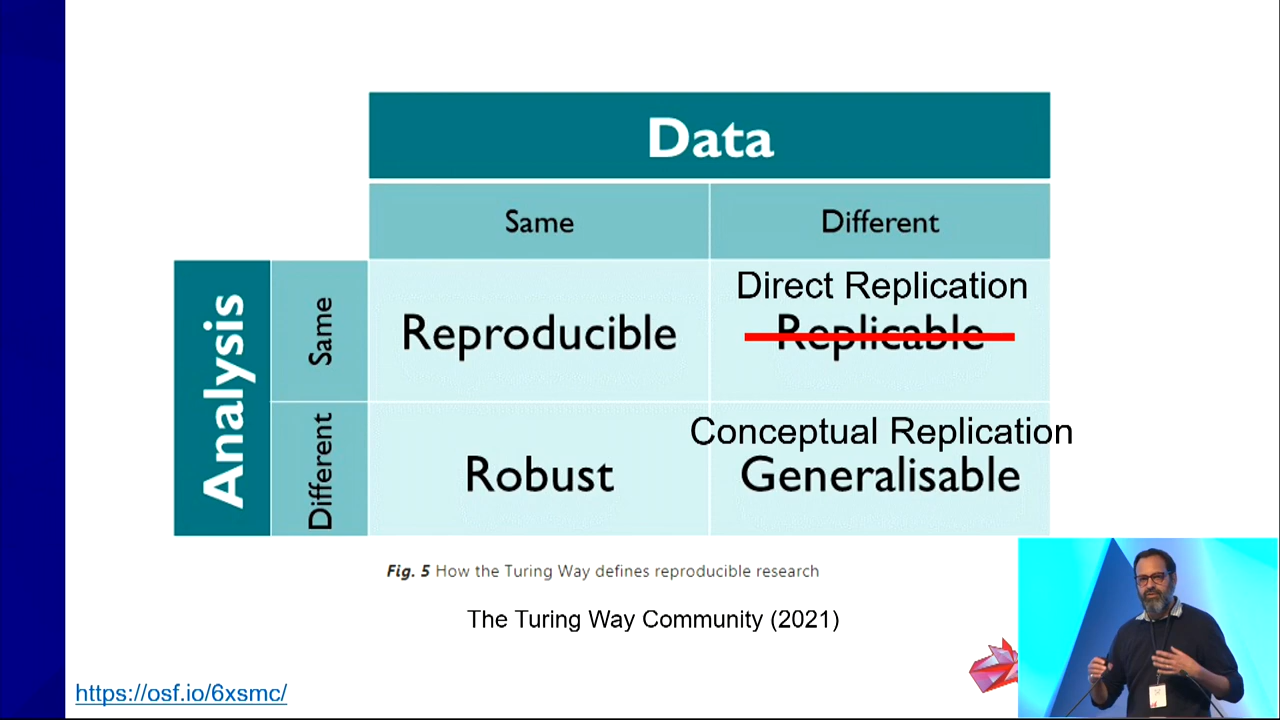 Data
Same
Different
Analysis
Same
Direct Replication
Reproducible
Replicable
Different
Conceptual Replication
Robust
Generalisable
Fig. 5 How the Turing Way defines reproducible research
The Turing Way Community (2021)
https://osf.io/6xsmc/